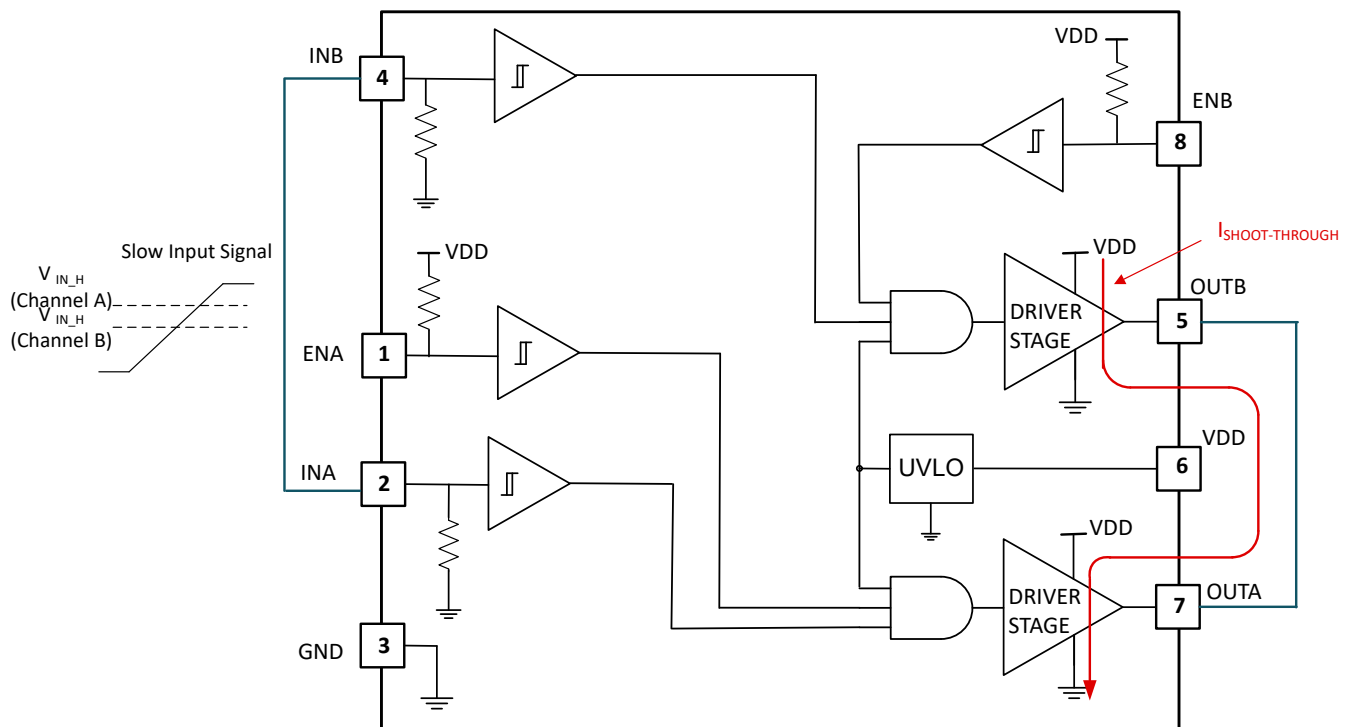 INB
4
VDD
ENB
8
Slow Input Signal
V IN_H
(Channel A)
V IN_H
(Channel B)
VDD
ENA
1
VDD
ISHOOT-THROUGH
OUTB
DRIVER
STAGE
5
INA
2
UVLO
VDD
6
VDD
DRIVER
STAGE
OUTA
7
GND
3